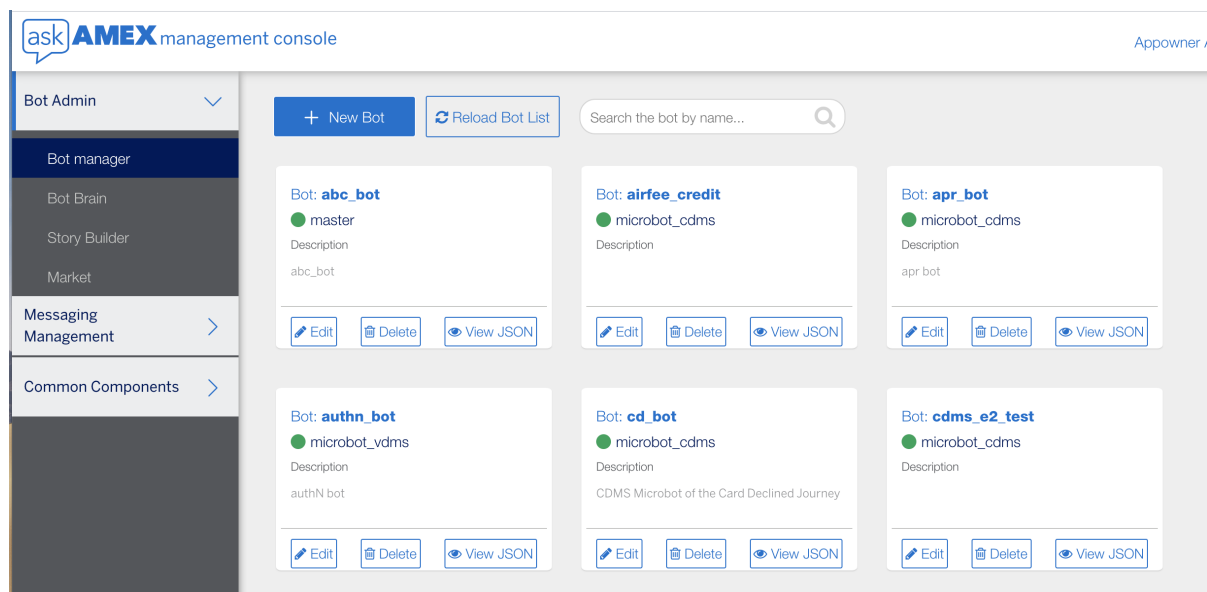 ask AMEX management console
Appowner
Bot Admin
Bot manager
Bot Brain
Story Builder
Market
Messaging
Management
Common Components
+ New Bot
Reload Bot List
Search the bot by name...
Bot: abc_bot
master
Description
abc_bot
Edit
Delete
View JSON
Bot: airfee_credit
microbot_cdms
Description
Edit
Delete
View JSON
Bot: apr_bot
microbot_cdms
Description
apr bot
Edit
Delete
View JSON
Bot: authn_bot
microbot_vdms
Description
authN bot
Edit
Delete
View JSON
Bot: cd_bot
microbot_cdms
Description
CDMS Microbot of the Card Declined Journey
Edit
Delete
View JSON
Bot: cdms_e2_test
microbot_cdms
Description
Edit
Delete
View JSON